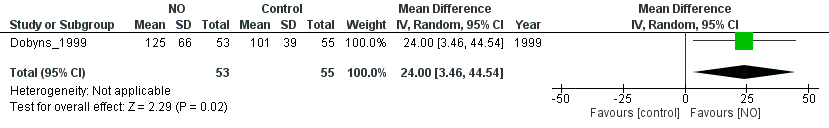 NO Control Mean Difference Mean Difference
Study or Subgroup Mean SD Total Mean SD Total Weight IV, Random, 95% CI Year IV, Random, 95% CI
Dobyns_1999 125 66 53 101 39 55 100.0% 24.00 [3.46, 44.54] 1999
Total (95% CI) 53 55 100.0% 24.00 [3.46, 44.54]
Heterogeneity: Not applicable
Test for overall effect: Z = 2.29 (P = 0.02)
-50 -25 0 25 50
Favours [control] Favours [NO]